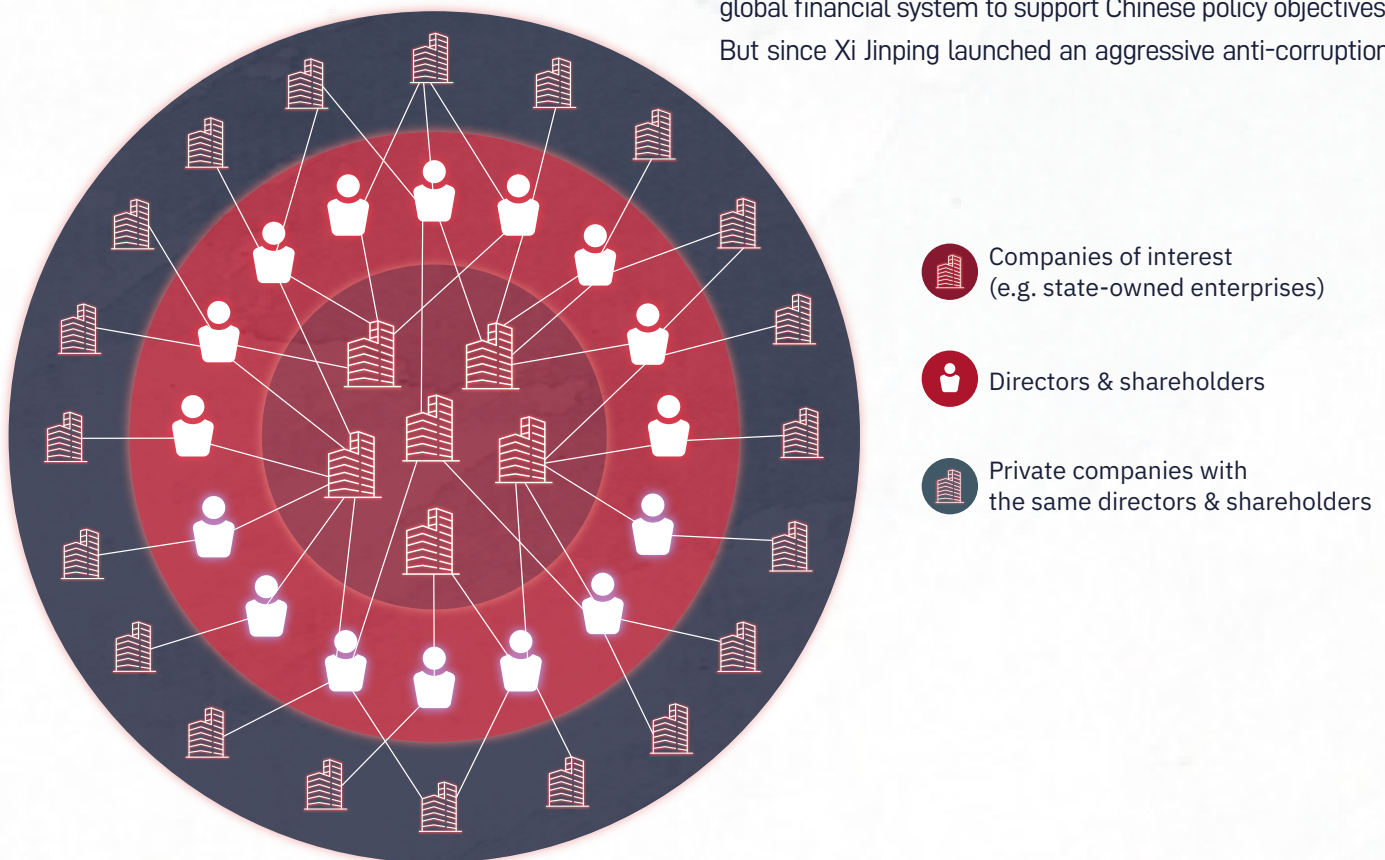 global financial system to support Chinese policy objectives
But since Xi Jinping launched an aggressive anti-corruption
Companies of interest
(e.g. state-owned enterprises)
Directors & shareholders
Private companies with
the same directors & shareholders